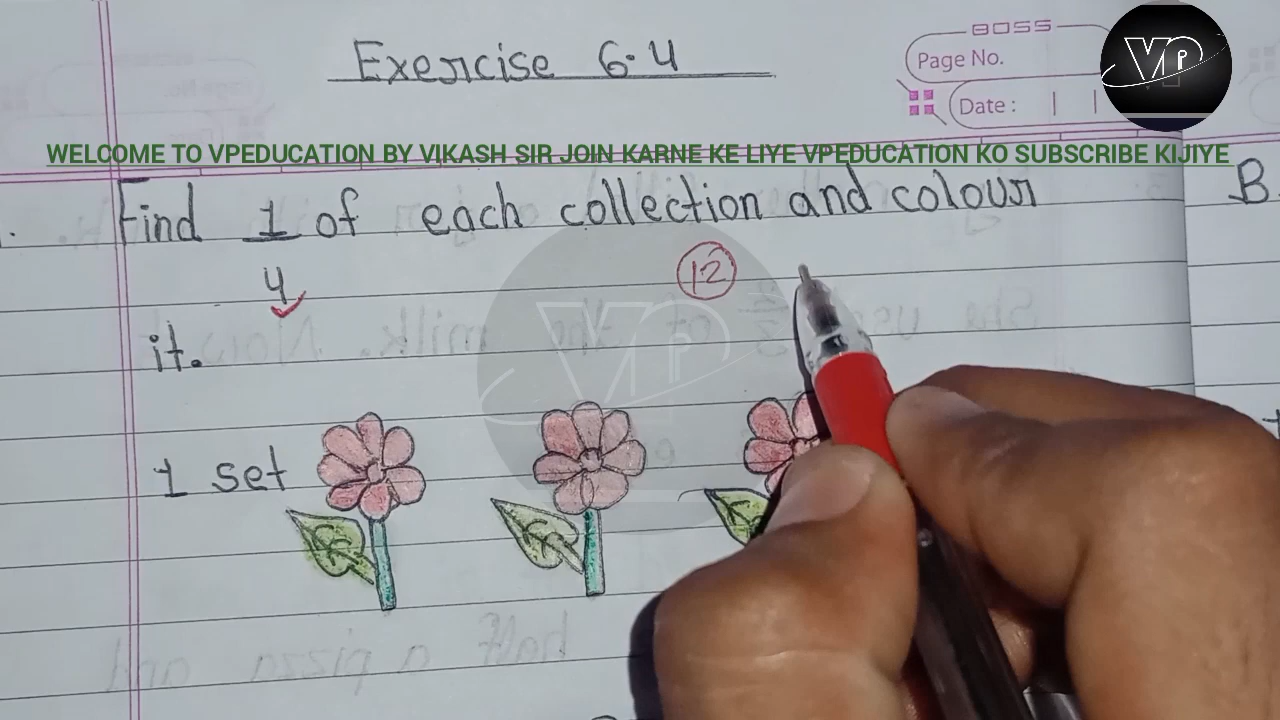 Exercise 6.4
BOSS
Page No.
Date :
VP
WELCOME TO VPEDUCATION BY VIKASH SIR JOIN KARNE KE LIYE VPEDUCATION KO SUBSCRIBE KIJIYE
Find 1 of each collection and colour
B.
4
12
it.
1 set